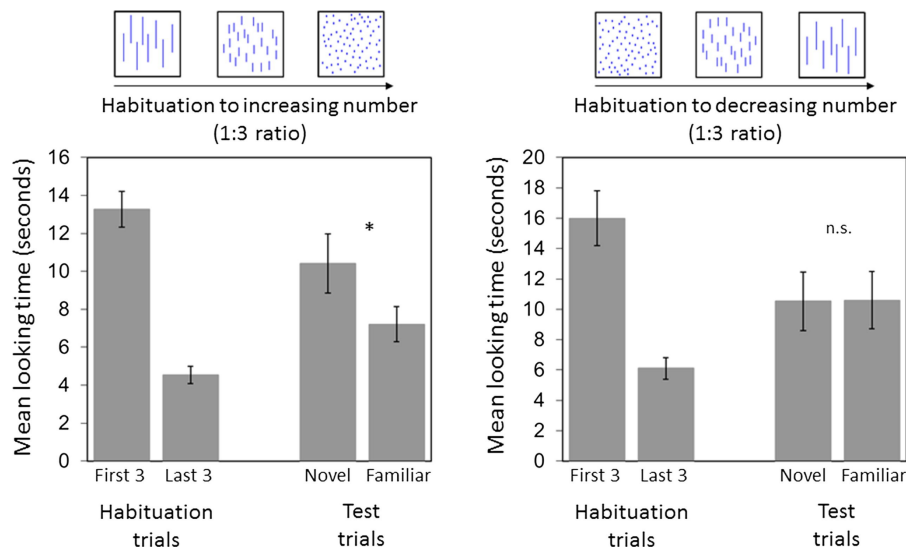 Habituation to increasing number
(1:3 ratio)
Mean looking time (seconds)
16
14
12
10
8
6
4
2
0
*
First 3
Last 3
Novel
Familiar
Habituation
trials
Test
trials
Habituation to decreasing number
(1:3 ratio)
Mean looking time (seconds)
20
18
16
14
12
10
8
6
4
2
0
n.s.
First 3
Last 3
Novel
Familiar
Habituation
trials
Test
trials